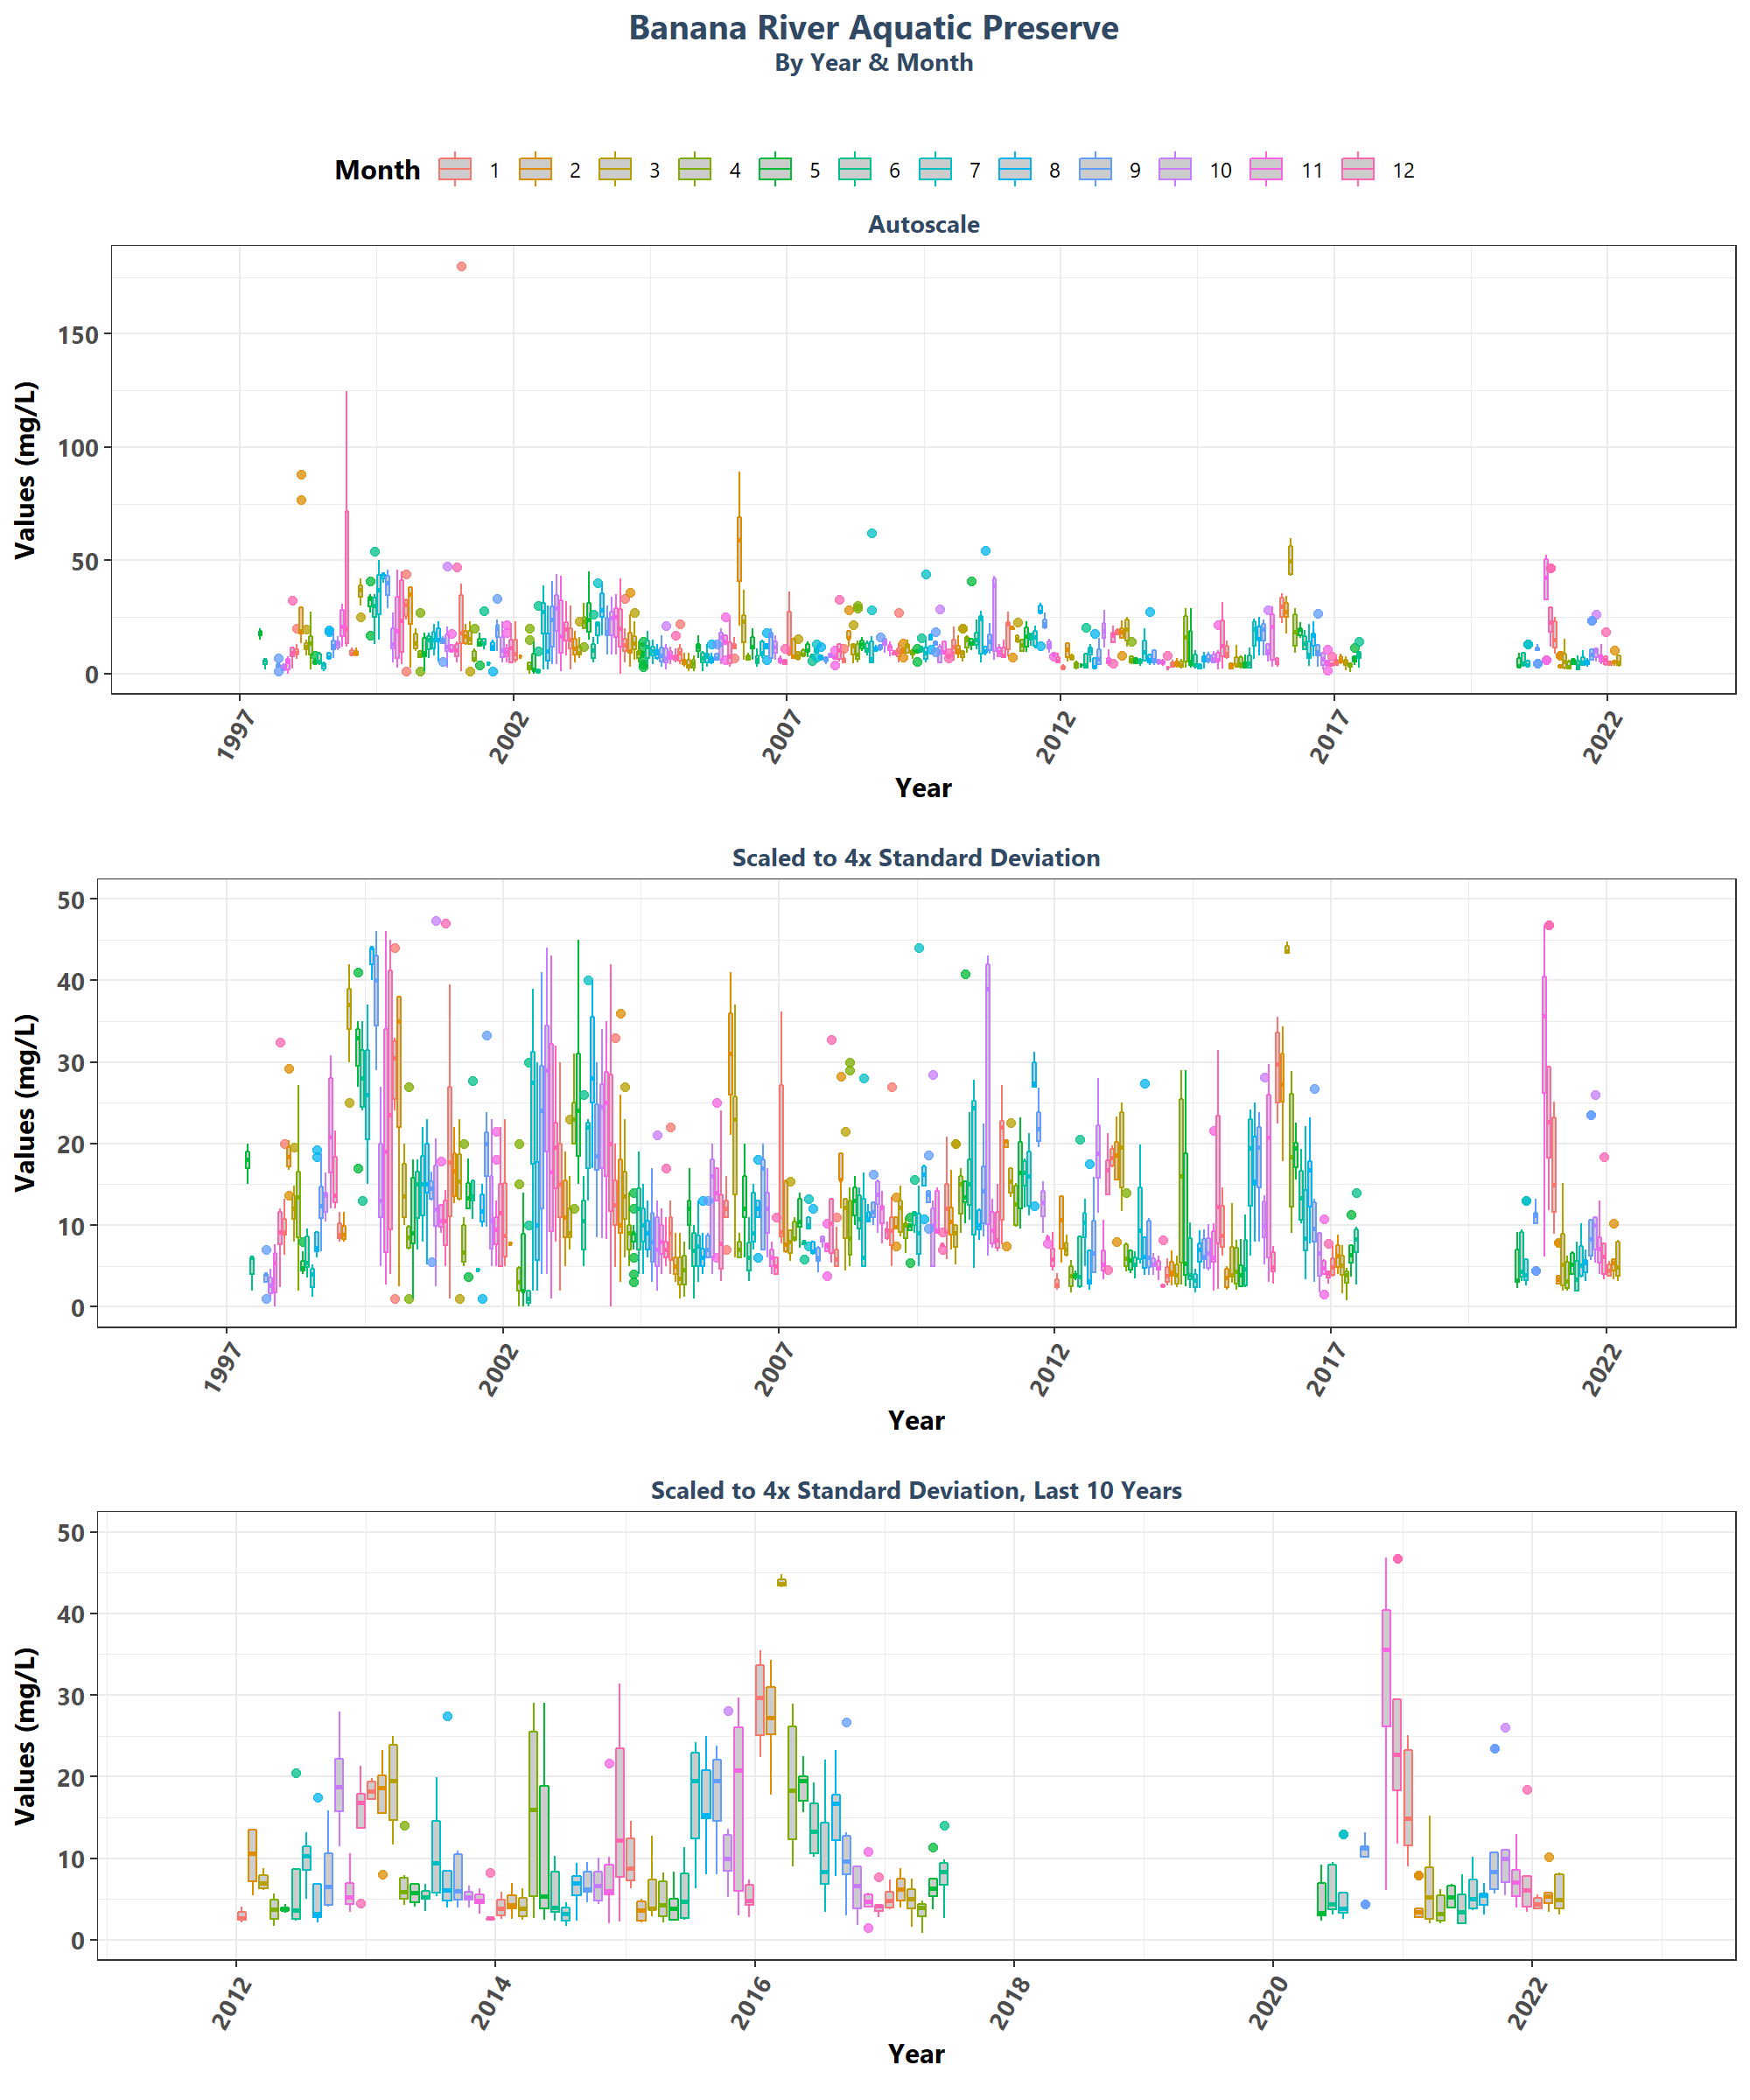 Banana River Aquatic Preserve
By Year & Month
Month 1 2 3 4 5 6 7 8 9 10 11 12
Autoscale
Values (mg/L)
150
100
50
0
1997 2002 2007 2012 2017 2022
Year
Scaled to 4x Standard Deviation
Values (mg/L)
50
40
30
20
10
0
1997 2002 2007 2012 2017 2022
Year
Scaled to 4x Standard Deviation, Last 10 Years
Values (mg/L)
50
40
30
20
10
0
2012 2014 2016 2018 2020 2022
Year